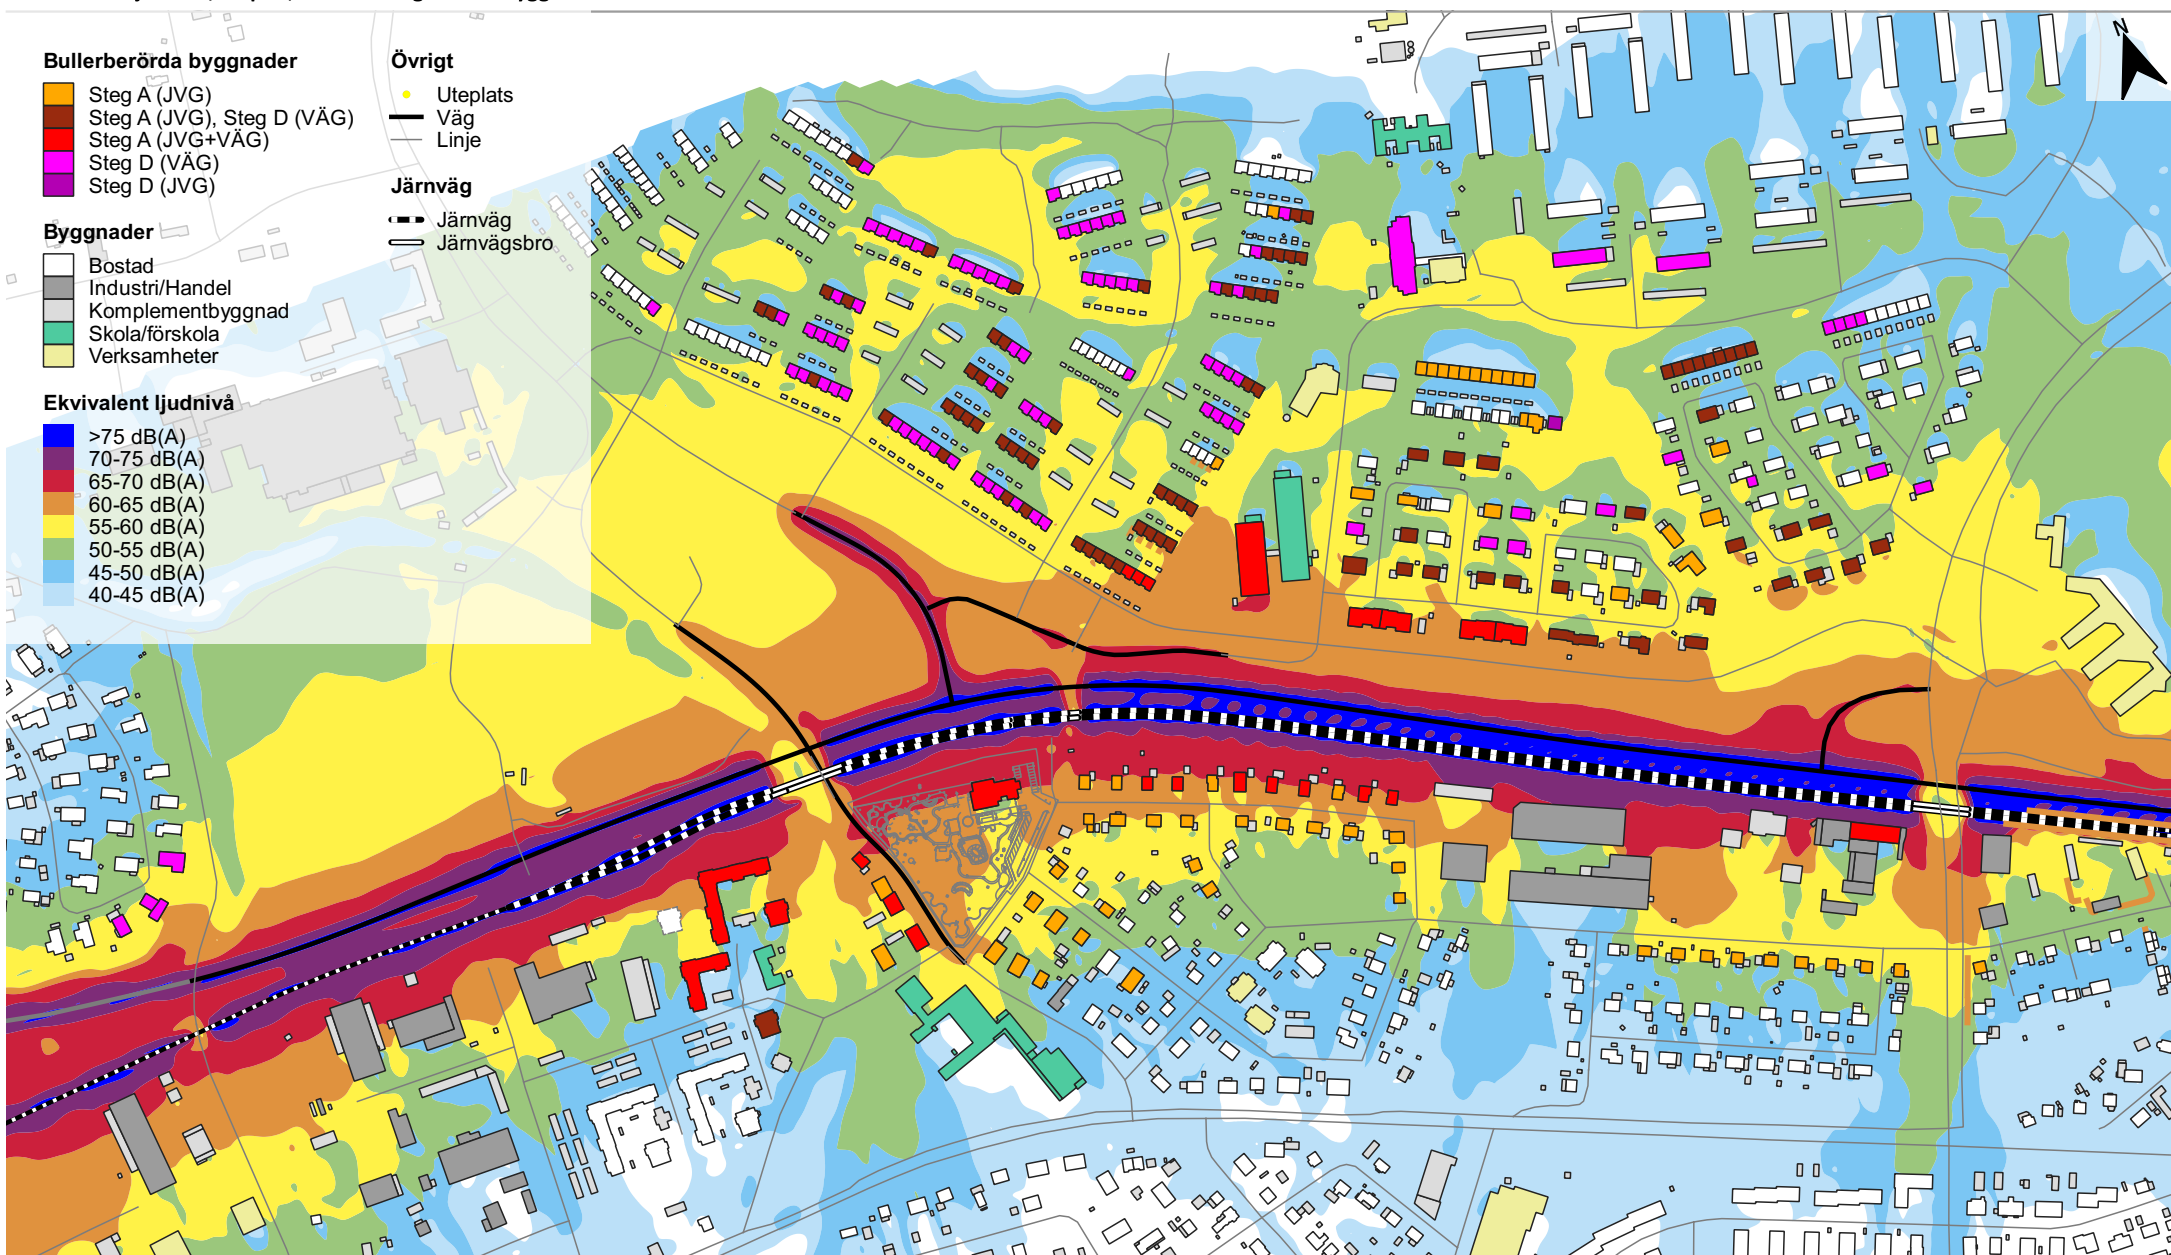 Bullerberörda byggnader
Steg A (JVG)
Steg A (JVG), Steg D (VÄG)
Steg A (JVG+VÄG)
Steg D (VÄG)
Steg D (JVG)
Byggnader
Bostad
Industri/Handel
Komplementbyggnad
Skola/förskola
Verksamheter
Ekvivalent ljudnivå
>75 dB(A)
70-75 dB(A)
65-70 dB(A)
60-65 dB(A)
55-60 dB(A)
50-55 dB(A)
45-50 dB(A)
40-45 dB(A)
Övrigt
Uteplats
Väg
Linje
Järnväg
Järnväg
Järnvägsbro
N